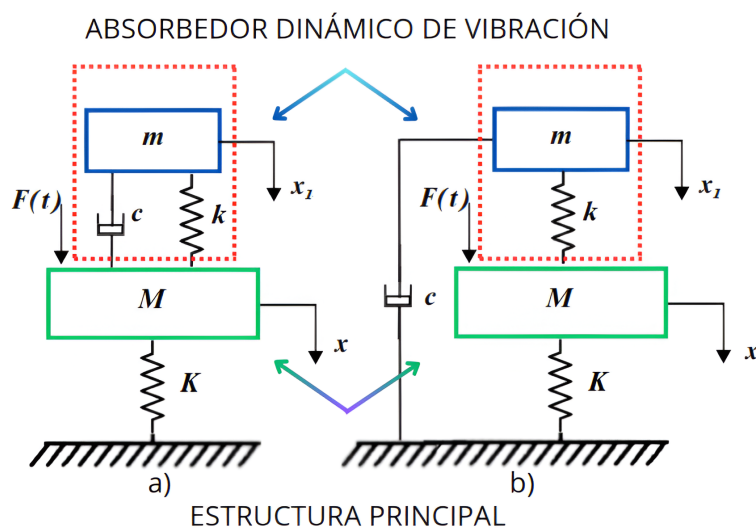 ABSORBEDOR DINÁMICO DE VIBRACIÓN
m
m
x₁
x₁
F(t)
c
k
F(t)
k
M
c
M
x
x
K
K
a)
b)
ESTRUCTURA PRINCIPAL